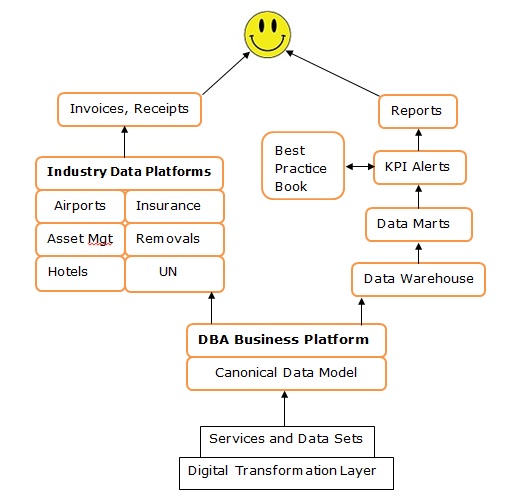 Invoices, Receipts
Reports
Best
Practice
Book
KPI Alerts
Industry Data Platforms
Airports
Insurance
Asset Mgt
Removals
Hotels
UN
Data Marts
Data Warehouse
DBA Business Platform
Canonical Data Model
Services and Data Sets
Digital Transformation Layer